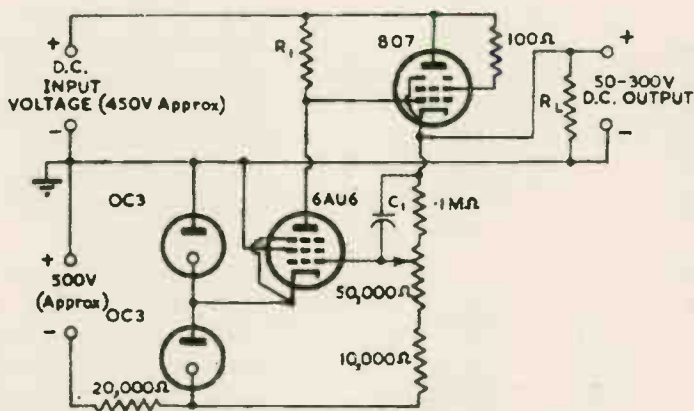 +
D.C.
INPUT
VOLTAGE (450V Approx)
-
R₁
807
100Ω
+
50-300V
D.C. OUTPUT
R_L
-
OC3
6AU6
C₁
·1MΩ
+
500V
(Approx)
-
OC3
50,000Ω
10,000Ω
20,000Ω